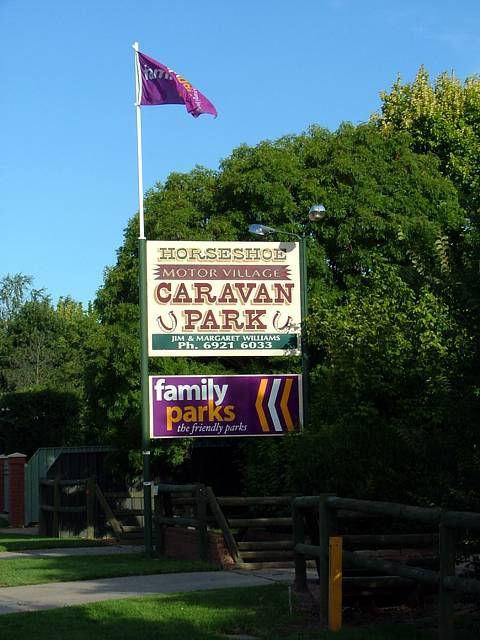 HORSESHOE
MOTOR VILLAGE
CARAVAN
PARK
JIM & MARGARET WILLIAMS
Ph. 6921 6033
family
parks
the friendly parks